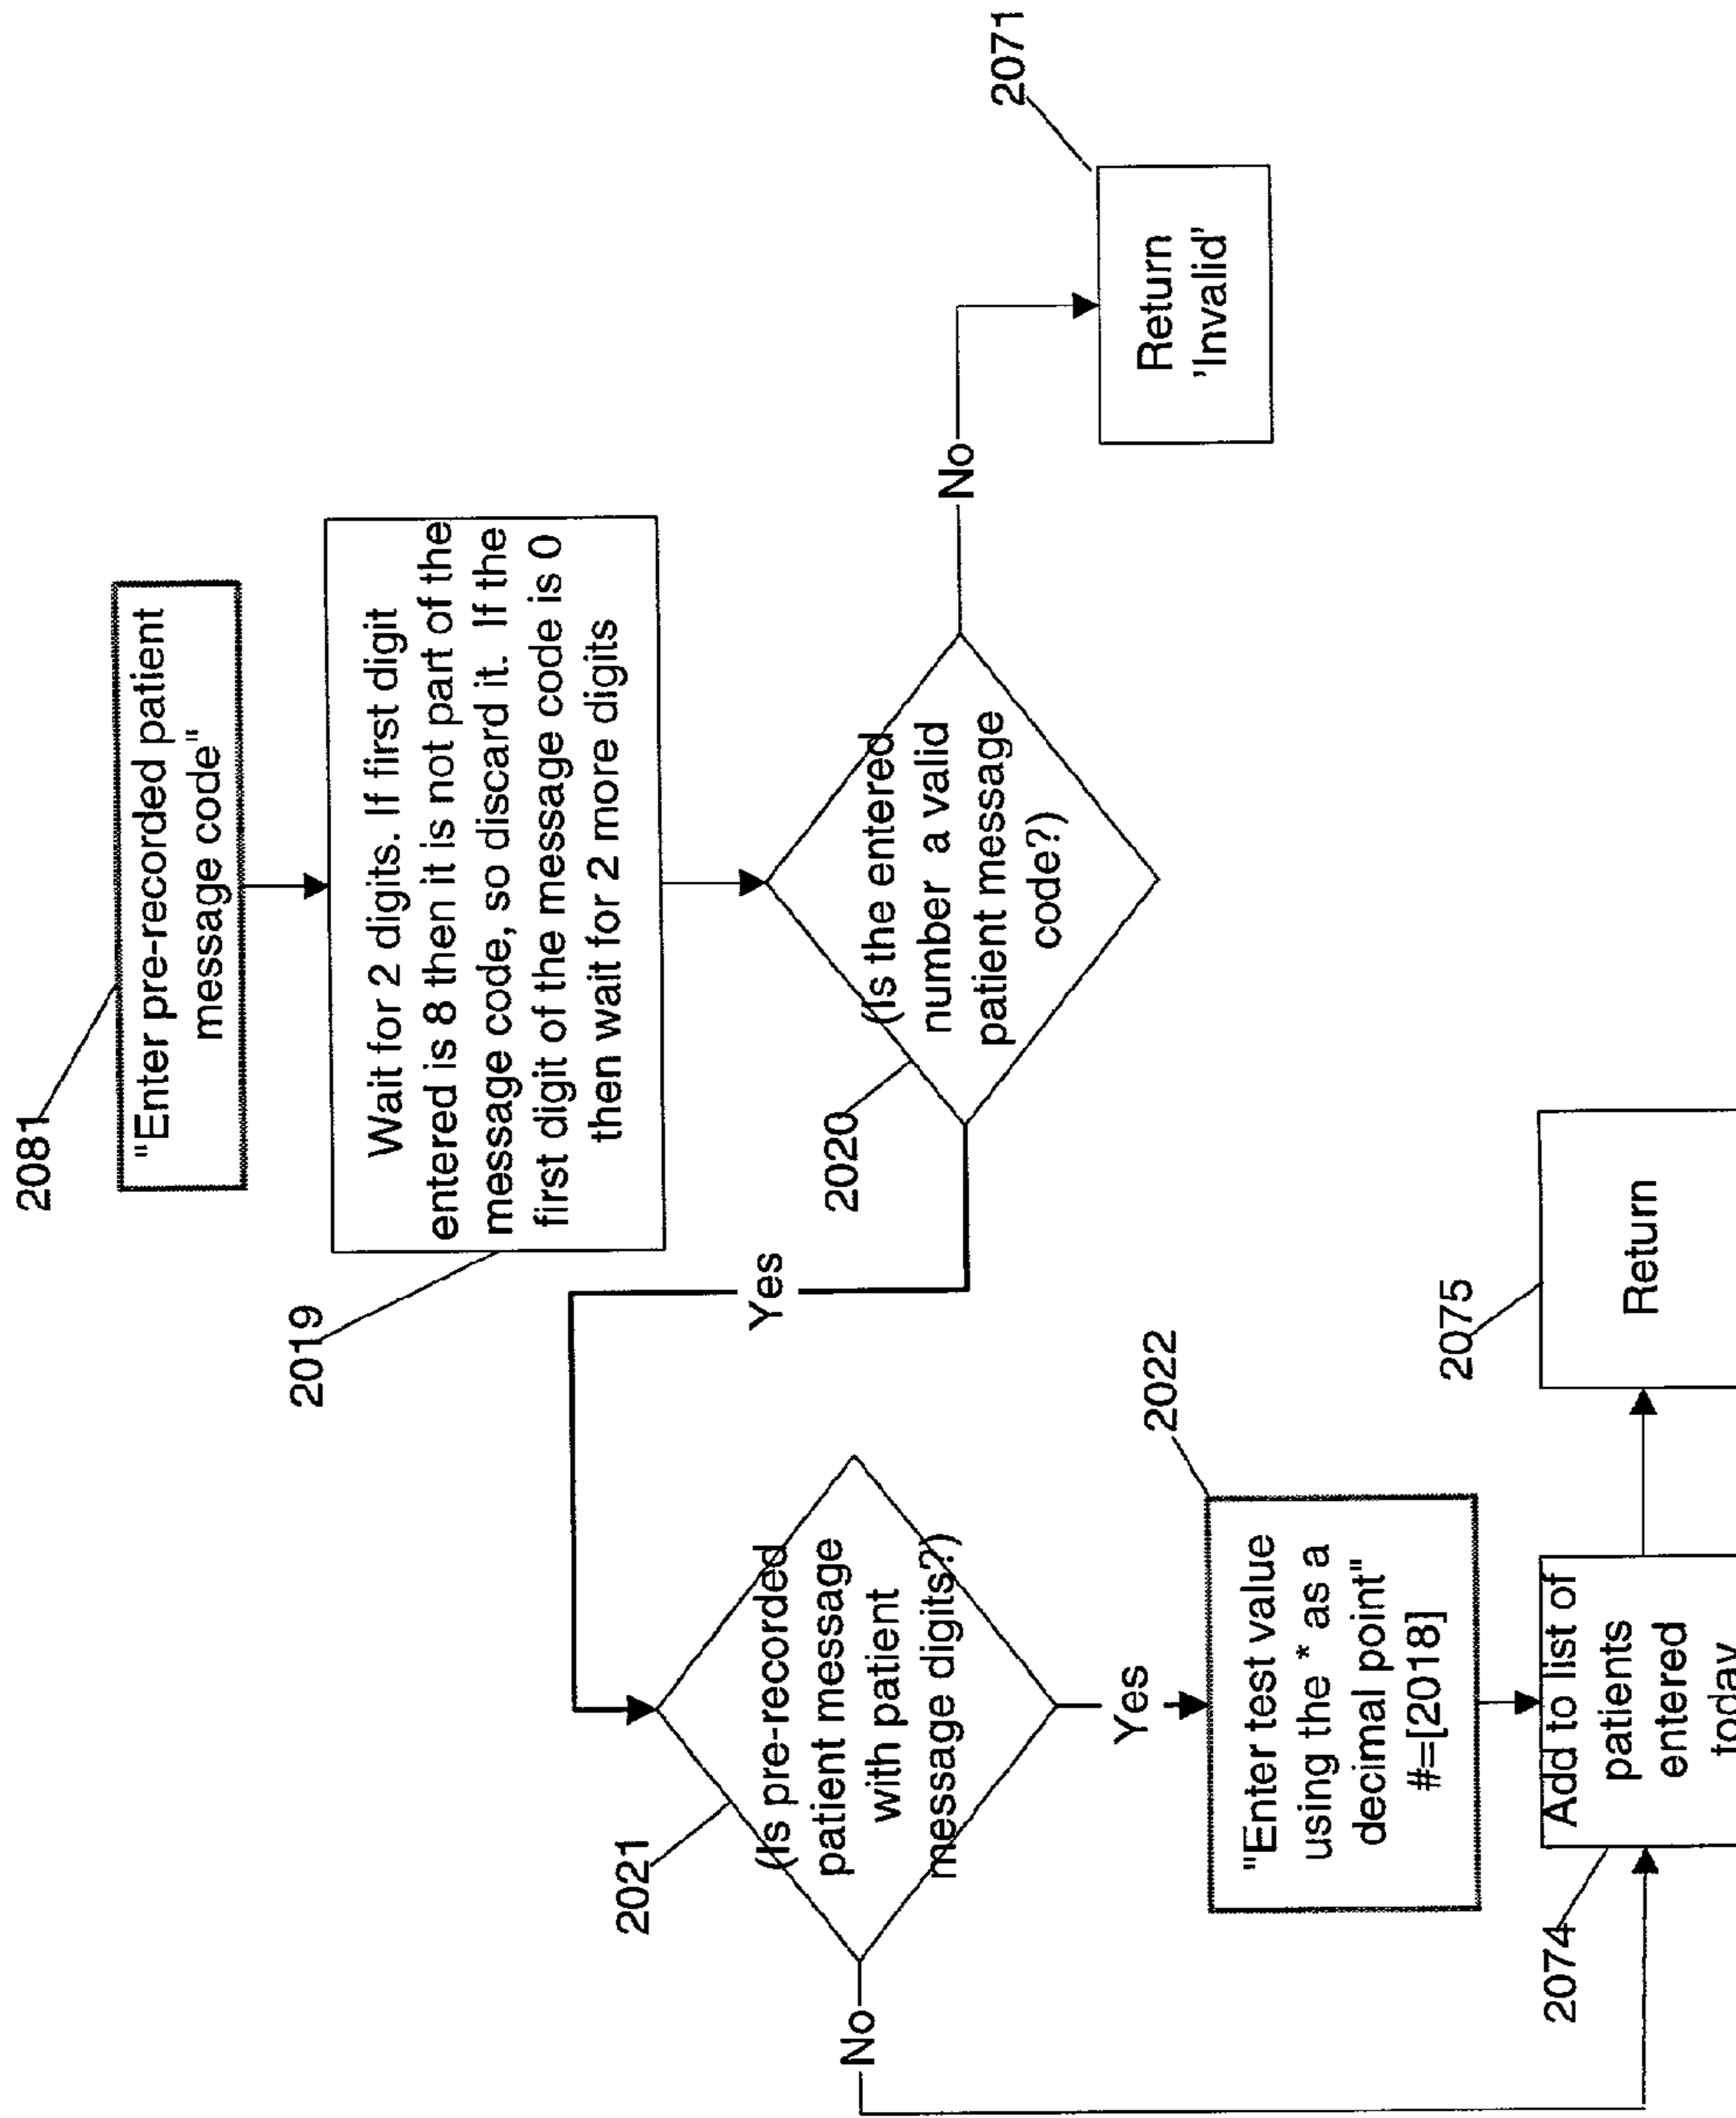 2081
"Enter pre-recorded patient
message code"
2019
Wait for 2 digits. If first digit
entered is 8 then it is not part of the
message code, so discard it. If the
first digit of the message code is 0
then wait for 2 more digits
2020
(Is the entered
number a valid
patient message
code?)
No
Return
'Invalid'
2071
Yes
2021
(Is pre-recorded
patient message
with patient
message digits?)
No
Yes
2022
"Enter test value
using the * as a
decimal point"
#=[2018]
2074
Add to list of
patients
entered
today
2075
Return